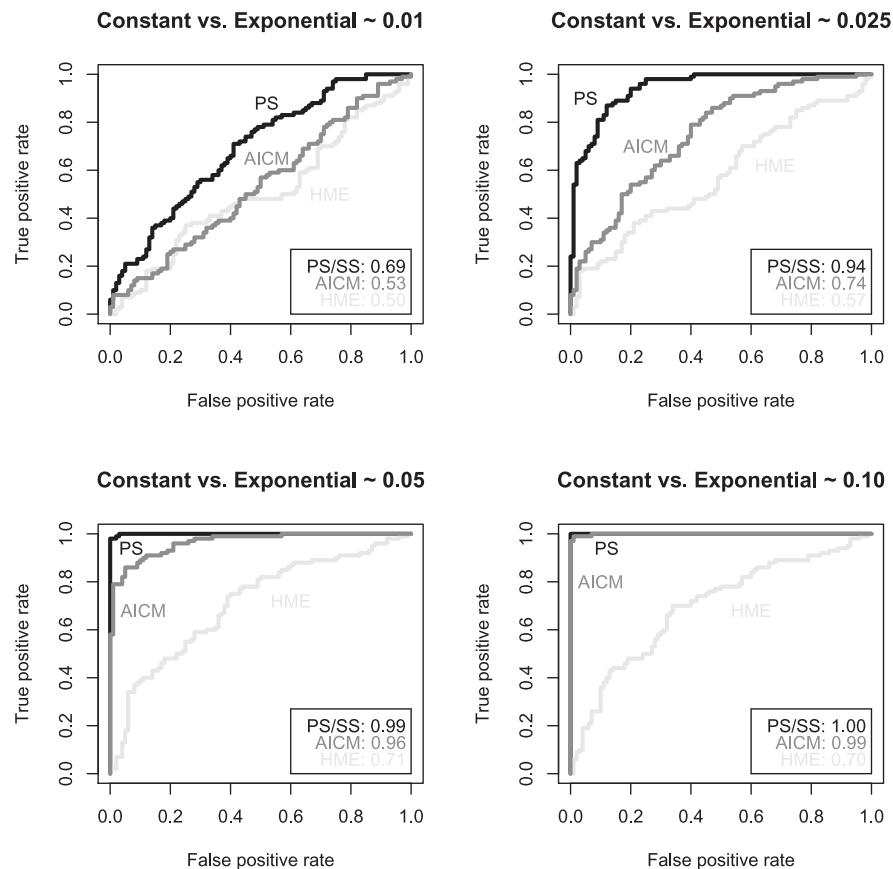 Constant vs. Exponential ~ 0.01
True positive rate
1.0
0.8
0.6
0.4
0.2
0.0
PS
AICM
HME
PS/SS: 0.69
AICM: 0.53
HME: 0.50
0.0 0.2 0.4 0.6 0.8 1.0
False positive rate
Constant vs. Exponential ~ 0.025
True positive rate
1.0
0.8
0.6
0.4
0.2
0.0
PS
AICM
HME
PS/SS: 0.94
AICM: 0.74
HME: 0.57
0.0 0.2 0.4 0.6 0.8 1.0
False positive rate
Constant vs. Exponential ~ 0.05
True positive rate
1.0
0.8
0.6
0.4
0.2
0.0
PS
AICM
HME
PS/SS: 0.99
AICM: 0.96
HME: 0.71
0.0 0.2 0.4 0.6 0.8 1.0
False positive rate
Constant vs. Exponential ~ 0.10
True positive rate
1.0
0.8
0.6
0.4
0.2
0.0
PS
AICM
HME
PS/SS: 1.00
AICM: 0.99
HME: 0.70
0.0 0.2 0.4 0.6 0.8 1.0
False positive rate